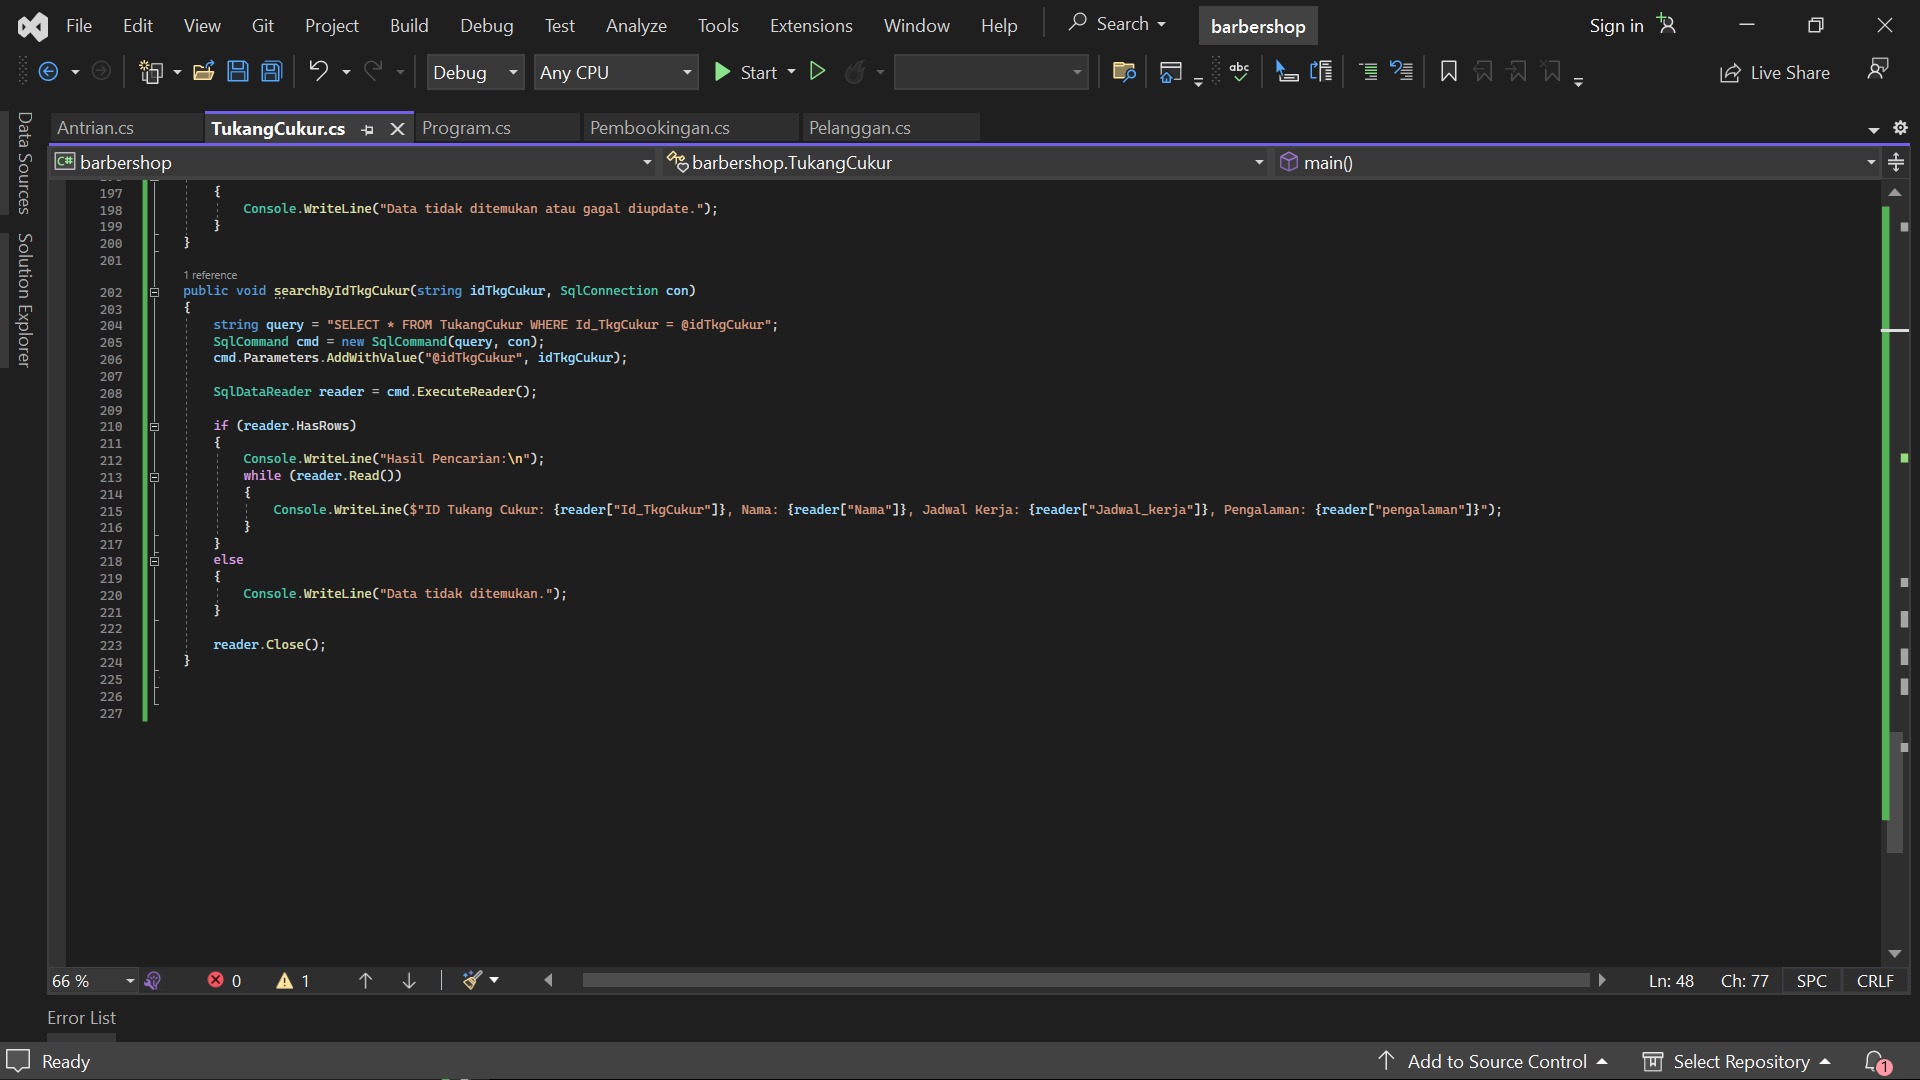 File Edit View Git Project Build Debug Test Analyze Tools Extensions Window Help Search barbershop Sign in
Debug Any CPU Start abc Live Share
Data Sources
Solution Explorer
Antrian.cs TukangCukur.cs Program.cs Pembookingan.cs Pelanggan.cs
C# barbershop barbershop.TukangCukur main()
197 {
198 Console.WriteLine("Data tidak ditemukan atau gagal diupdate.");
199 }
200 }
201
1 reference
202 public void searchByIdTkgCukur(string idTkgCukur, SqlConnection con)
203 {
204 string query = "SELECT * FROM TukangCukur WHERE Id_TkgCukur = @idTkgCukur";
205 SqlCommand cmd = new SqlCommand(query, con);
206 cmd.Parameters.AddWithValue("@idTkgCukur", idTkgCukur);
207
208 SqlDataReader reader = cmd.ExecuteReader();
209
210 if (reader.HasRows)
211 {
212 Console.WriteLine("Hasil Pencarian:\n");
213 while (reader.Read())
214 {
215 Console.WriteLine($"ID Tukang Cukur: {reader["Id_TkgCukur"]}, Nama: {reader["Nama"]}, Jadwal Kerja: {reader["Jadwal_kerja"]}, Pengalaman: {reader["pengalaman"]}");
216 }
217 }
218 else
219 {
220 Console.WriteLine("Data tidak ditemukan.");
221 }
222
223 reader.Close();
224 }
225
226
227
66 % 0 1 Ln: 48 Ch: 77 SPC CRLF
Error List
Ready Add to Source Control Select Repository 1